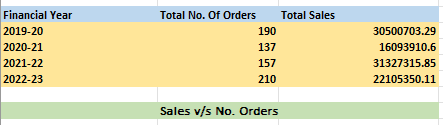 Financial Year Total No. Of Orders Total Sales
2019-20 190 30500703.29
2020-21 137 16093910.6
2021-22 157 31327315.85
2022-23 210 22105350.11
Sales v/s No. Orders